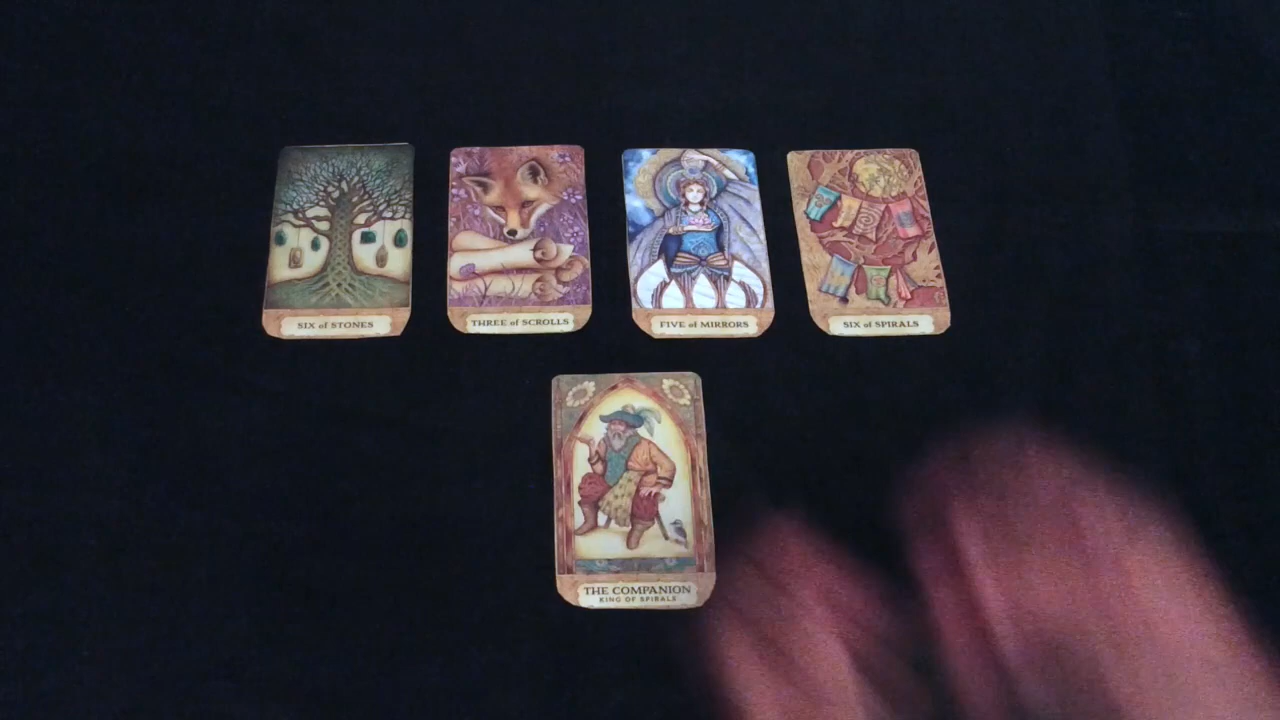 SIX of STONES
THREE of SCROLLS
FIVE of MIRRORS
SIX of SPIRALS
THE COMPANION
KING OF SPIRALS